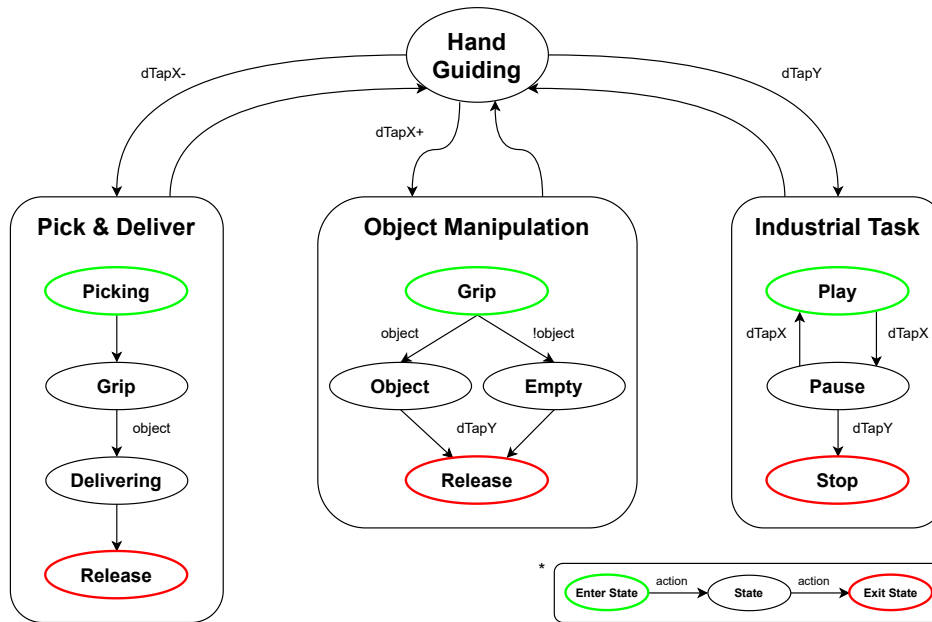 Hand
Guiding
dTapX-
dTapX+
dTapY
Pick & Deliver
Picking
Grip
object
Delivering
Release
Object Manipulation
Grip
object
!object
Object
Empty
dTapY
Release
Industrial Task
Play
dTapX
dTapX
Pause
dTapY
Stop
*
Enter State
action
State
action
Exit State